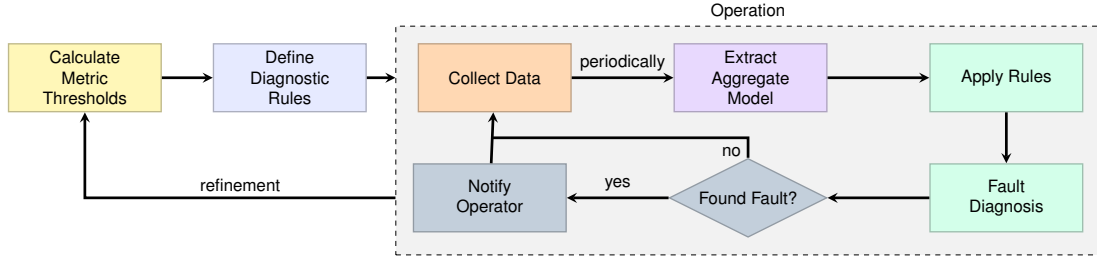 Operation
Calculate
Metric
Thresholds
Define
Diagnostic
Rules
Collect Data
periodically
Extract
Aggregate
Model
Apply Rules
no
refinement
Notify
Operator
yes
Found Fault?
Fault
Diagnosis